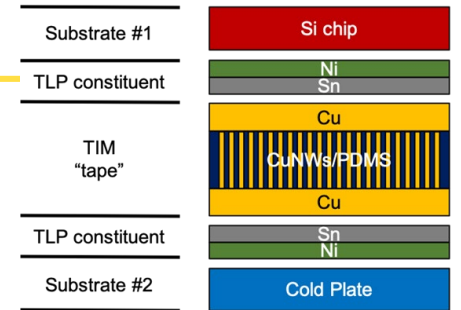 Substrate #1
Si chip
TLP constituent
Ni
Sn
TIM
“tape”
Cu
CuNWs/PDMS
Cu
TLP constituent
Sn
Ni
Substrate #2
Cold Plate